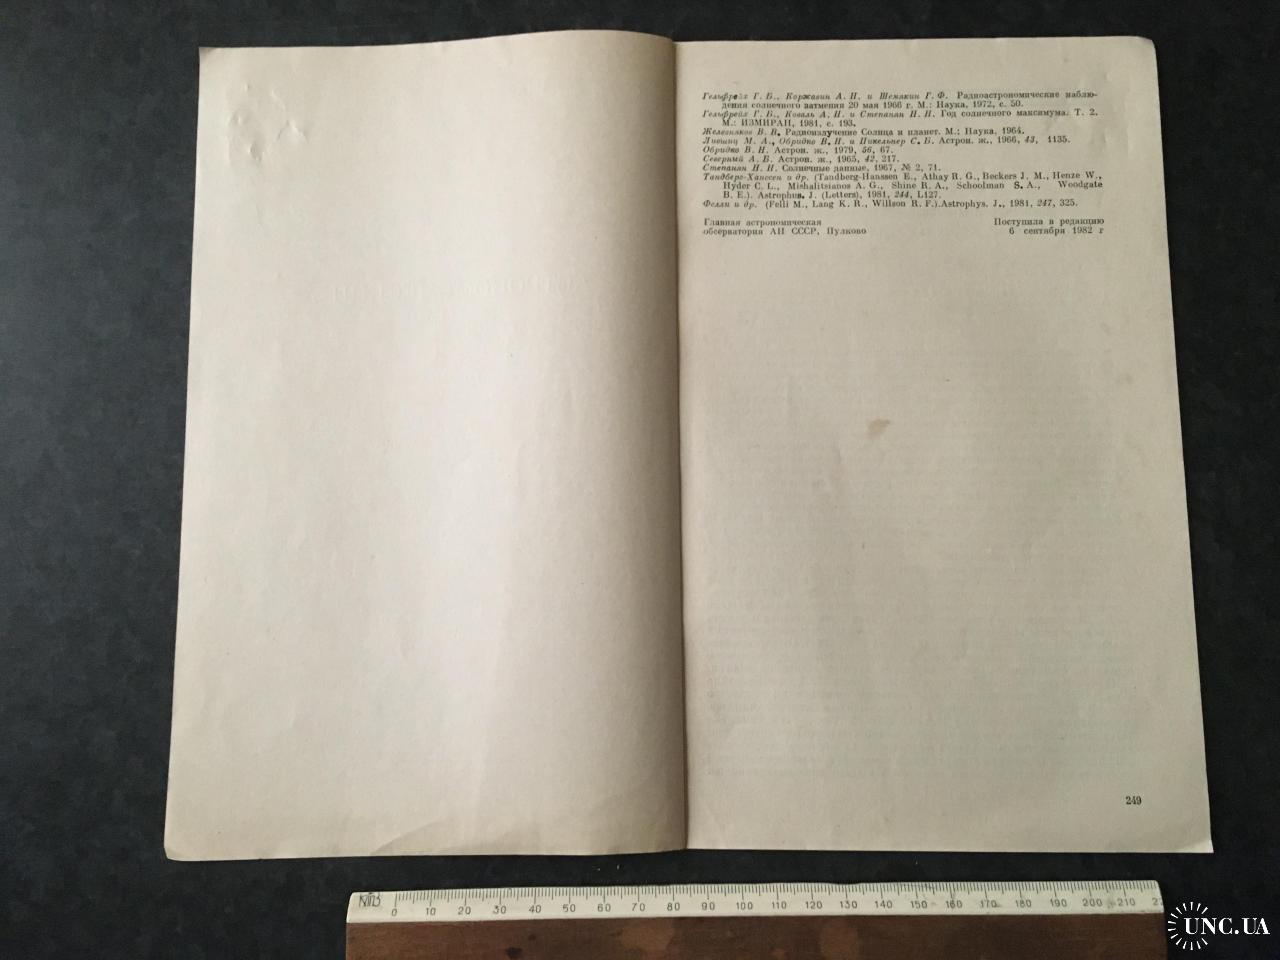 Гельфрейх Г. Б., Коржавин А. Н. и Шемякин Г. Ф. Радиоастрономические наблю-
дения солнечного затмения 20 мая 1966 г. М.: Наука, 1972, с. 50.
Гельфрейх Г. Б., Коваль А. Н. и Степанян Н. Н. Год солнечного максимума. Т. 2.
М.: ИЗМИРАН, 1981, с. 193.
Железняков В. В. Радиоизлучение Солнца и планет. М.: Наука, 1964.
Лившиц М. А., Обридко В. Н. и Пикельнер С. Б. Астрон. ж., 1966, 43, 1135.
Обридко В. Н. Астрон. ж., 1979, 56, 67.
Северный А. Б. Астрон. ж., 1965, 42, 217.
Степанян Н. Н. Солнечные данные, 1967, № 2, 71.
Тандберг-Ханссен и др. (Tandberg-Hanssen E., Athay R. G., Beckers J. M., Henze W.,
Hyder C. L., Mishalitsianos A. G., Shine R. A., Schoolman S. A., Woodgate
B. E.). Astrophys. J. (Letters), 1981, 244, L127.
Фелли и др. (Felli M., Lang K. R., Willson R. F.). Astrophys. J., 1981, 247, 325.
Главная астрономическая
обсерватория АН СССР, Пулково
Поступила в редакцию
6 сентября 1982 г
249
0 10 20 30 40 50 60 70 80 90 100 110 120 130 140 150 160 170 180 190 200 210
UNC.UA